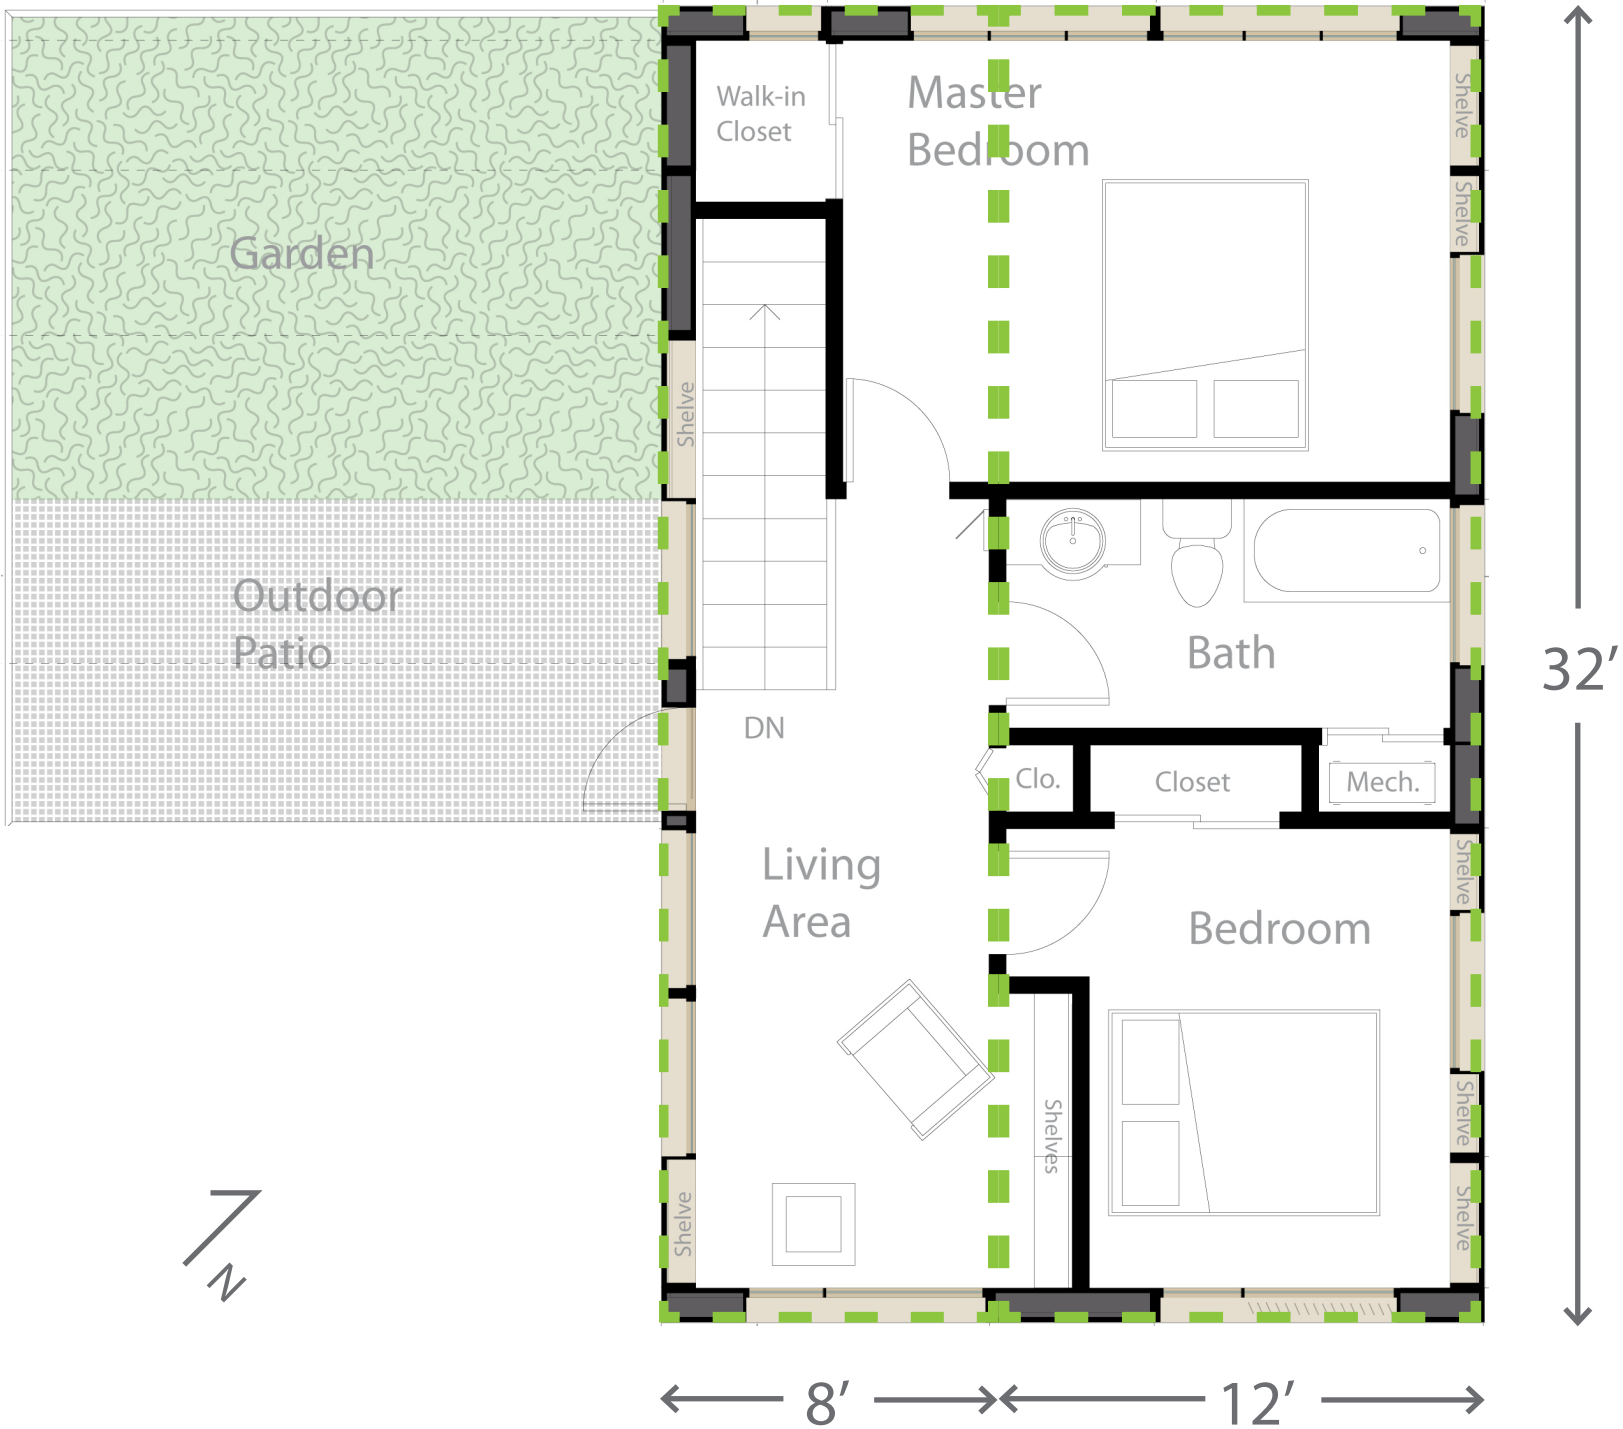 Walk-in
Closet
Master
Bedroom
Shelve
Shelve
Garden
Shelve
Outdoor
Patio
Bath
32’
DN
Clo.
Closet
Mech.
Living
Area
Shelve
Bedroom
Shelves
Shelve
Shelve
Shelve
N
8’
12’